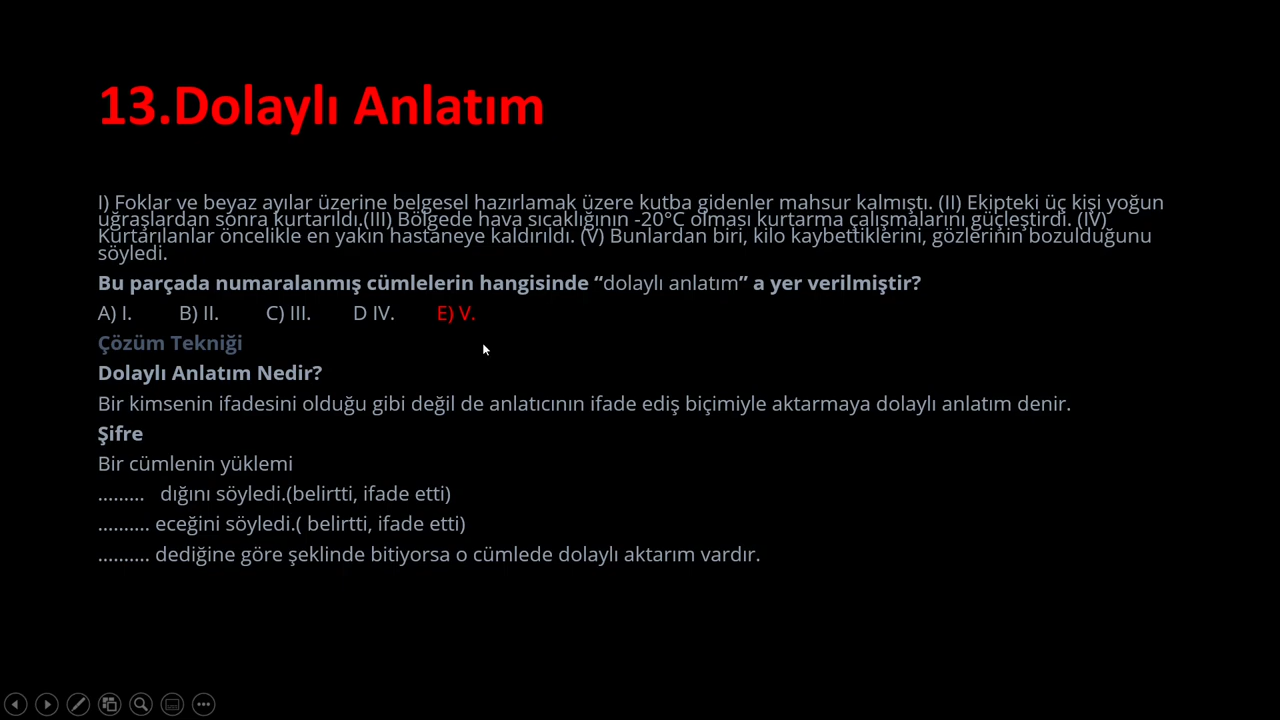 13.Dolaylı Anlatım
I) Foklar ve beyaz ayılar üzerine belgesel hazırlamak üzere kutba gidenler mahsur kalmıştı. (II) Ekipteki üç kişi yoğun
uğraşlardan sonra kurtarıldı.(III) Bölgede hava sıcaklığının -20°C olması kurtarma çalışmalarını güçleştirdi. (IV)
Kurtarılanlar öncelikle en yakın hastaneye kaldırıldı. (V) Bunlardan biri, kilo kaybettiklerini, gözlerinin bozulduğunu
söyledi.
Bu parçada numaralanmış cümlelerin hangisinde “dolaylı anlatım” a yer verilmiştir?
A) I. B) II. C) III. D IV. E) V.
Çözüm Tekniği
Dolaylı Anlatım Nedir?
Bir kimsenin ifadesini olduğu gibi değil de anlatıcının ifade ediş biçimiyle aktarmaya dolaylı anlatım denir.
Şifre
Bir cümlenin yüklemi
......... dığını söyledi.(belirtti, ifade etti)
.......... eceğini söyledi.( belirtti, ifade etti)
.......... dediğine göre şeklinde bitiyorsa o cümlede dolaylı aktarım vardır.